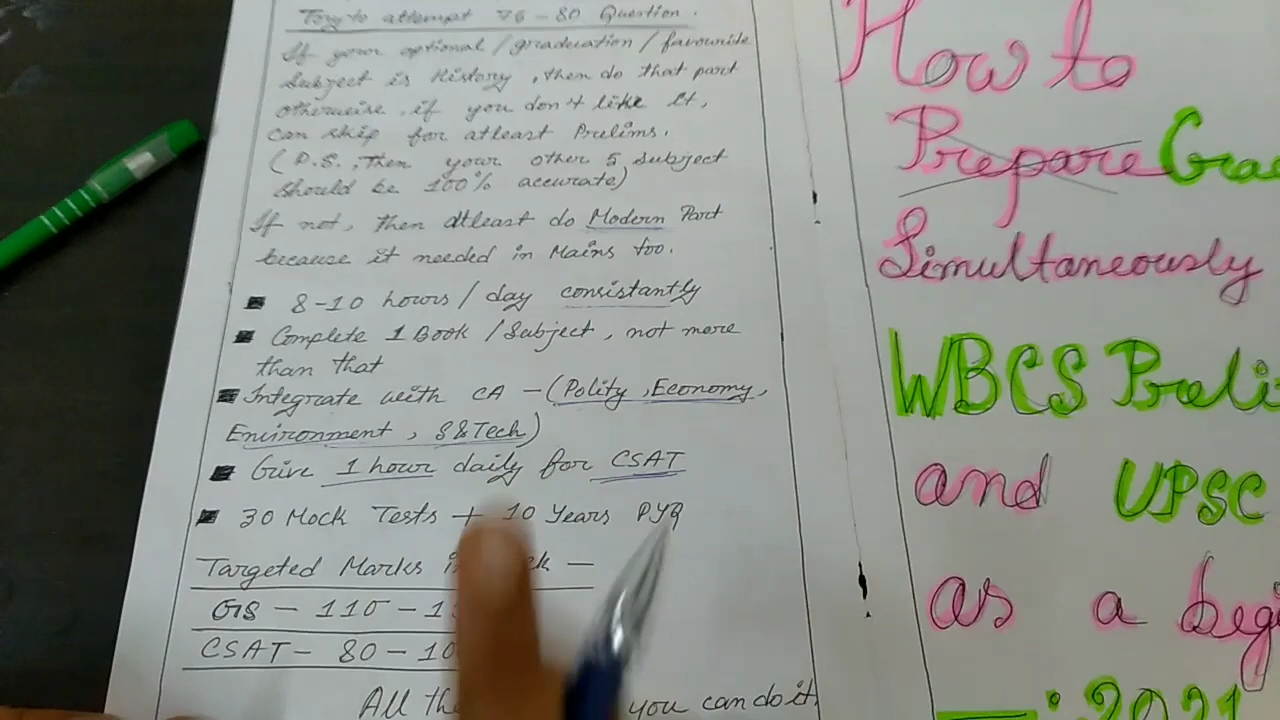 Try to attempt 76-80 Question.
If your optional / graduation / favourite
Subject is History, then do that part
otherwise, if you don't like it,
can skip for atleast Prelims.
(P.S., then your other 5 subject
should be 100% accurate)
If not, then atleast do Modern Part
because it needed in Mains too.
8-10 hours / day consistantly
Complete 1 Book / Subject, not more
than that
Integrate with CA - (Polity, Economy,
Environment, S&Tech)
Give 1 hour daily for CSAT
30 Mock Tests + 10 Years PYQ
Targeted Marks
GS - 110 -
CSAT - 80 -
All you can do it
How to
Prepare
Simultaneously
WBCS
and UPSC
as a
: 2021